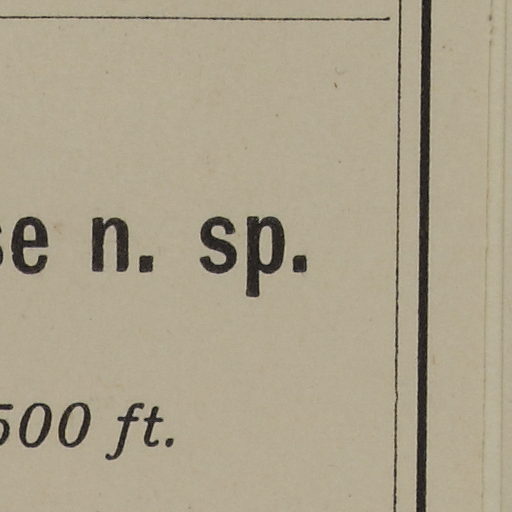 se n. sp.
500 ft.